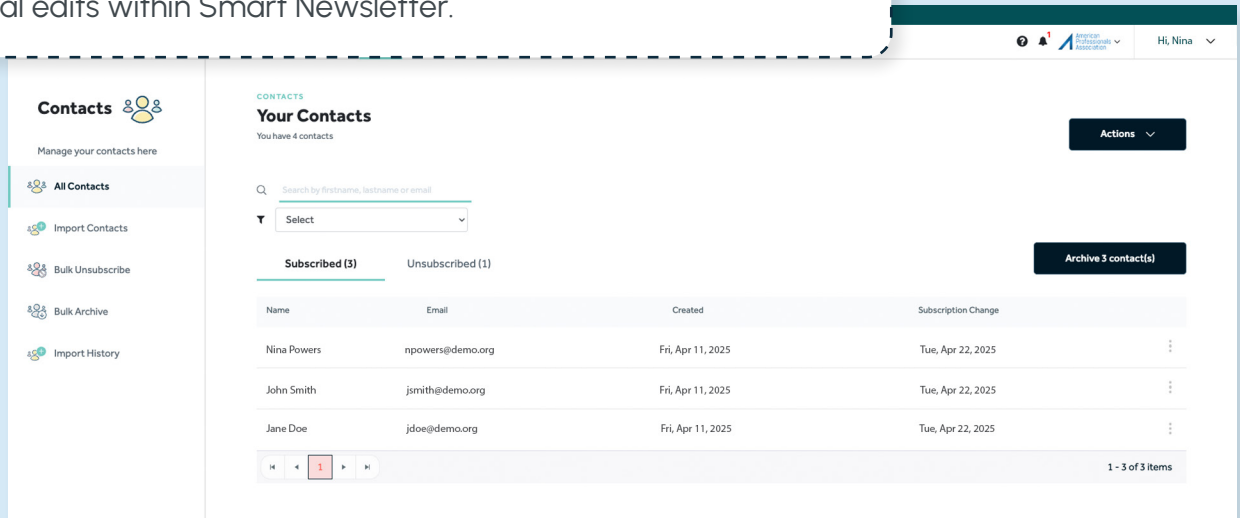 al edits within Smart Newsletter.
1
American
Professionals
Association
Hi, Nina
Contacts
Manage your contacts here
All Contacts
Import Contacts
Bulk Unsubscribe
Bulk Archive
Import History
CONTACTS
Your Contacts
You have 4 contacts
Actions
Search by firstname, lastname or email
Select
Subscribed (3) Unsubscribed (1)
Archive 3 contact(s)
Name Email Created Subscription Change
Nina Powers npowers@demo.org Fri, Apr 11, 2025 Tue, Apr 22, 2025
John Smith jsmith@demo.org Fri, Apr 11, 2025 Tue, Apr 22, 2025
Jane Doe jdoe@demo.org Fri, Apr 11, 2025 Tue, Apr 22, 2025
1
1 - 3 of 3 items